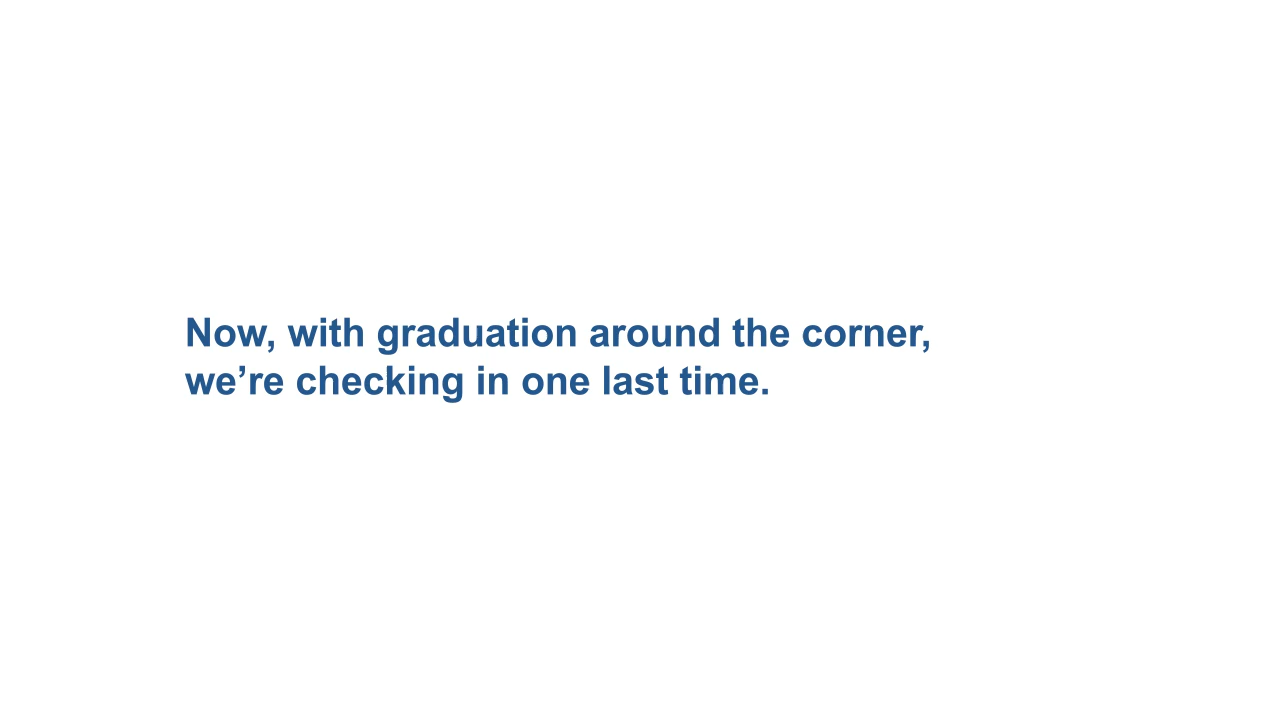 Now, with graduation around the corner,
we’re checking in one last time.